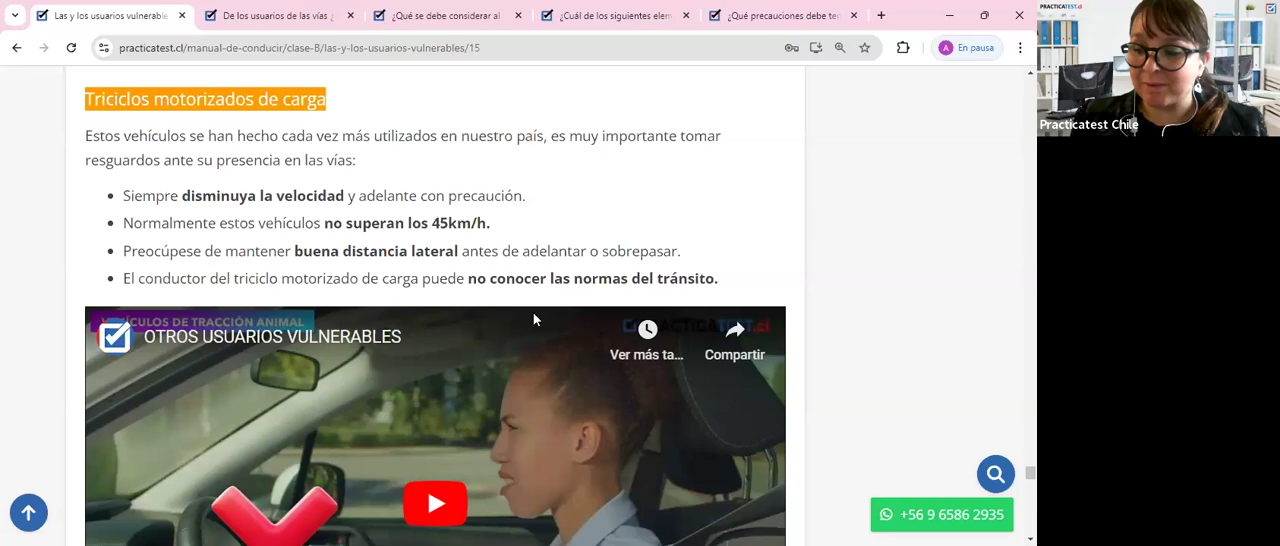 Las y los usuarios vulnerable
De los usuarios de las vías ¿
¿Qué se debe considerar al
¿Cuál de los siguientes elem
¿Qué precauciones debe te
practicatest.cl/manual-de-conducir/clase-B/las-y-los-usuarios-vulnerables/15
A En pausa
PRACTICATEST.cl
Practicatest Chile
Triciclos motorizados de carga
Estos vehículos se han hecho cada vez mas utilizados en nuestro país, es muy importante tomar
resguardos ante su presencia en las vías:
Siempre disminuya la velocidad y adelante con precaución.
Normalmente estos vehículos no superan los 45km/h.
Preocúpese de mantener buena distancia lateral antes de adelantar o sobrepasar.
El conductor del triciclo motorizado de carga puede no conocer las normas del tránsito.
VEHÍCULOS DE TRACCIÓN ANIMAL
PRACTICATEST.cl
OTROS USUARIOS VULNERABLES
Ver más ta...
Compartir
+56 9 6586 2935